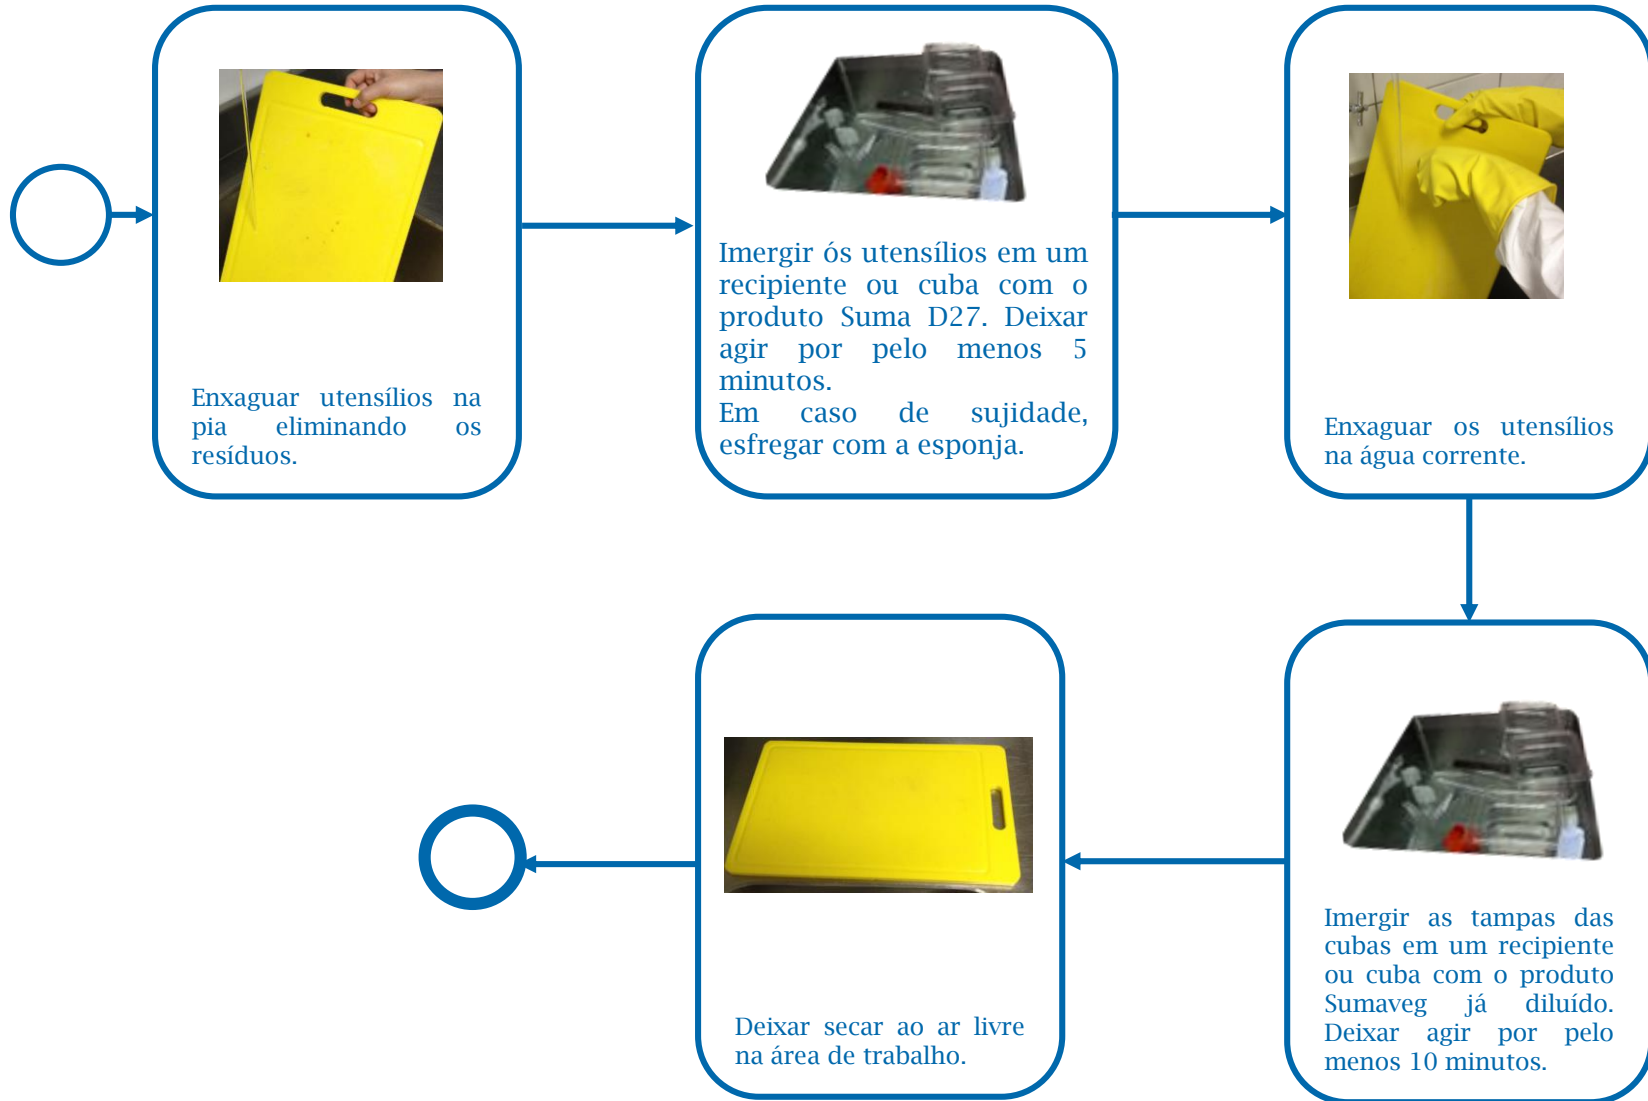 Enxaguar utensílios na
pia eliminando os
resíduos.
Imergir ós utensílios em um
recipiente ou cuba com o
produto Suma D27. Deixar
agir por pelo menos 5
minutos.
Em caso de sujidade,
esfregar com a esponja.
Enxaguar os utensílios
na água corrente.
Imergir as tampas das
cubas em um recipiente
ou cuba com o produto
Sumaveg já diluído.
Deixar agir por pelo
menos 10 minutos.
Deixar secar ao ar livre
na área de trabalho.